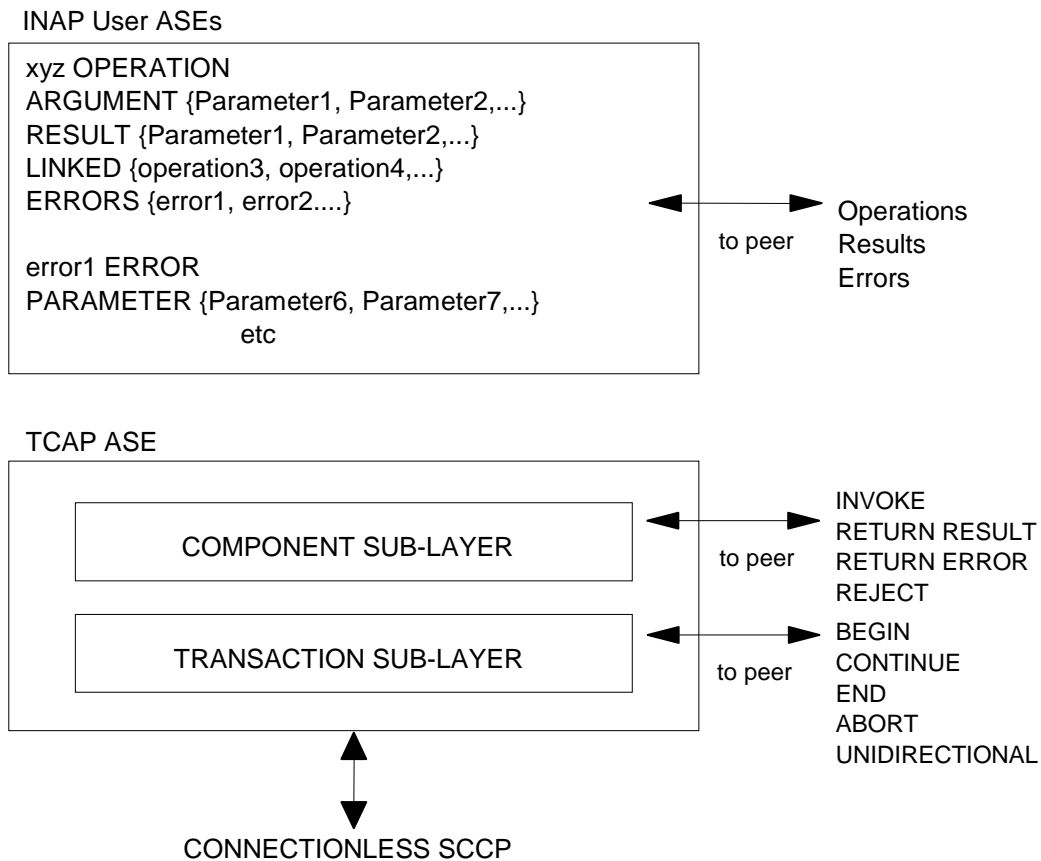 INAP User ASEs
xyz OPERATION
ARGUMENT {Parameter1, Parameter2,...}
RESULT {Parameter1, Parameter2,...}
LINKED {operation3, operation4,...}
ERRORS {error1, error2....}
error1 ERROR
PARAMETER {Parameter6, Parameter7,...}
etc
to peer
Operations
Results
Errors
TCAP ASE
COMPONENT SUB-LAYER
to peer
INVOKE
RETURN RESULT
RETURN ERROR
REJECT
TRANSACTION SUB-LAYER
to peer
BEGIN
CONTINUE
END
ABORT
UNIDIRECTIONAL
CONNECTIONLESS SCCP